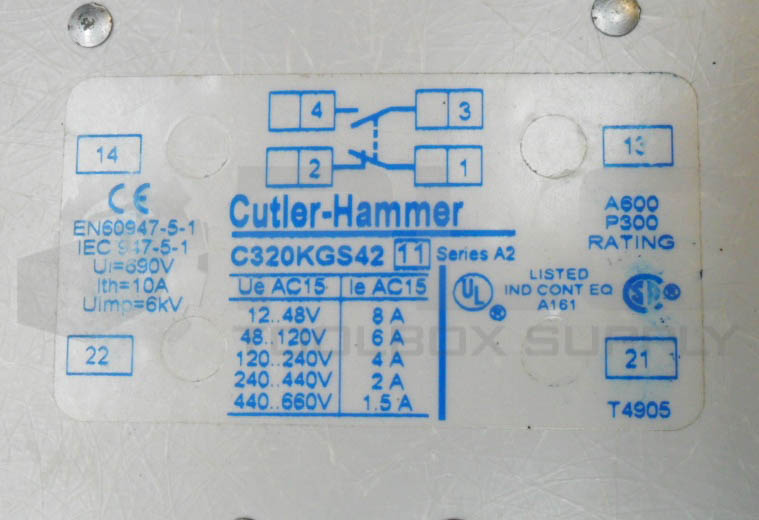 4 3
14 2 1 13
CE
EN60947-5-1
IEC 947-5-1
Ui=690V
Ith=10A
Uimp=6kV
22
Cutler-Hammer
C320KGS42 11 Series A2
Ue AC15 Ie AC15
12..48V 8 A
48..120V 6 A
120..240V 4 A
240..440V 2 A
440..660V 1.5 A
A600
P300
RATING
UL ® LISTED
IND CONT EQ
A161
SA ®
21
T4905
TOOLBOX SUPPLY